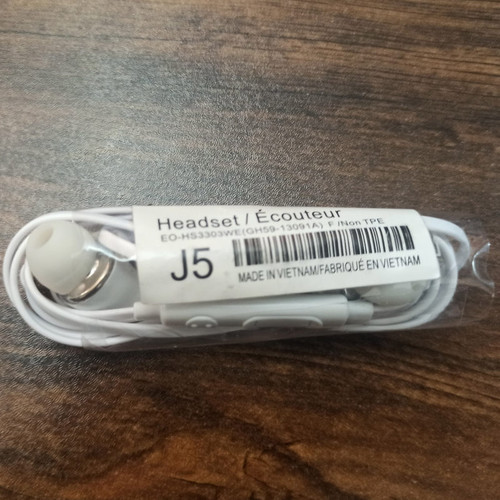 Headset / Écouteur
EO-HS3303WE(GH59-13091A) F /Non TPE
J5
MADE IN VIETNAM/FABRIQUÉ EN VIETNAM